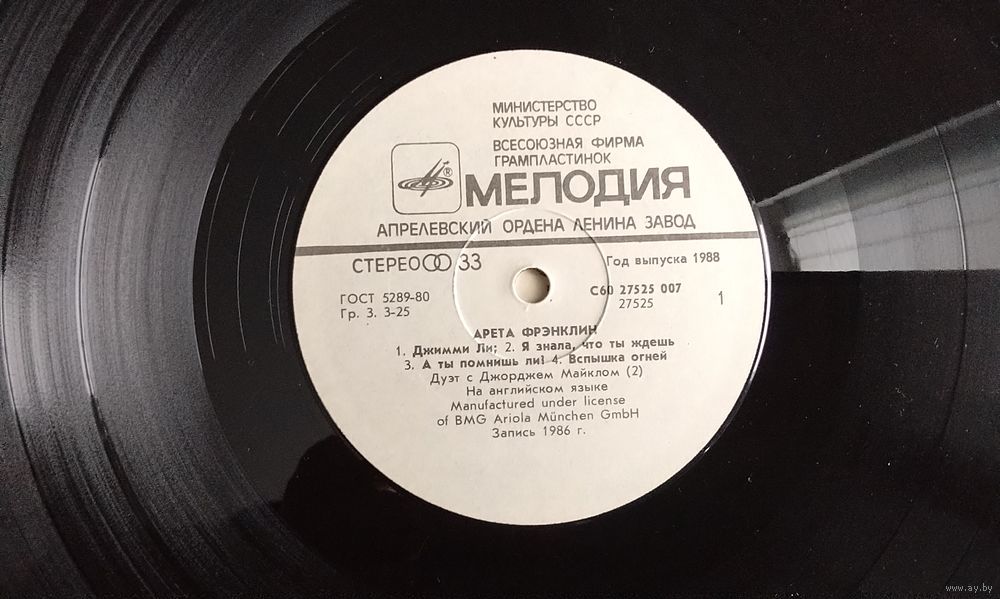 МИНИСТЕРСТВО
КУЛЬТУРЫ СССР
ВСЕСОЮЗНАЯ ФИРМА
ГРАМПЛАСТИНОК
®
МЕЛОДИЯ
АПРЕЛЕВСКИЙ ОРДЕНА ЛЕНИНА ЗАВОД
СТЕРЕО 33
Год выпуска 1988
ГОСТ 5289-80
Гр. 3. 3-25
С60 27525 007
27525
1
АРЕТА ФРЭНКЛИН
1. Джимми Ли; 2. Я знала, что ты ждешь
3. А ты помнишь ли? 4. Вспышка огней
Дуэт с Джорджем Майклом (2)
На английском языке
Manufactured under license
of BMG Ariola München GmbH
Запись 1986 г.
www.ay.by